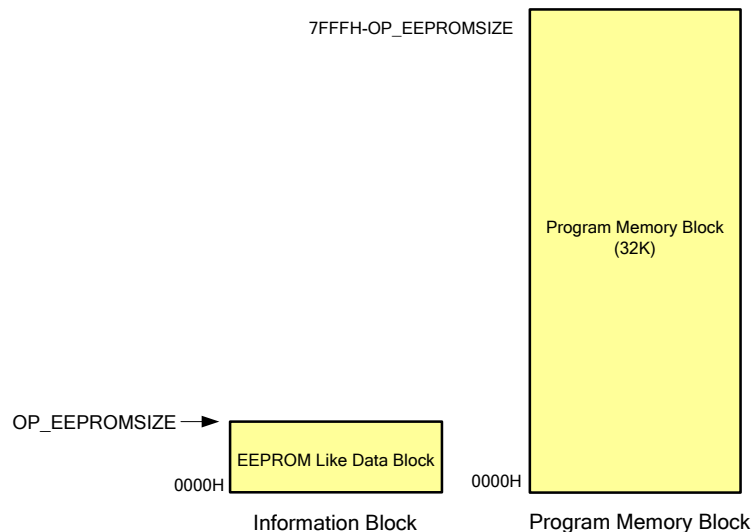 7FFFH-OP_EEPROMSIZE
Program Memory Block
(32K)
OP_EEPROMSIZE
EEPROM Like Data Block
0000H
0000H
Information Block
Program Memory Block